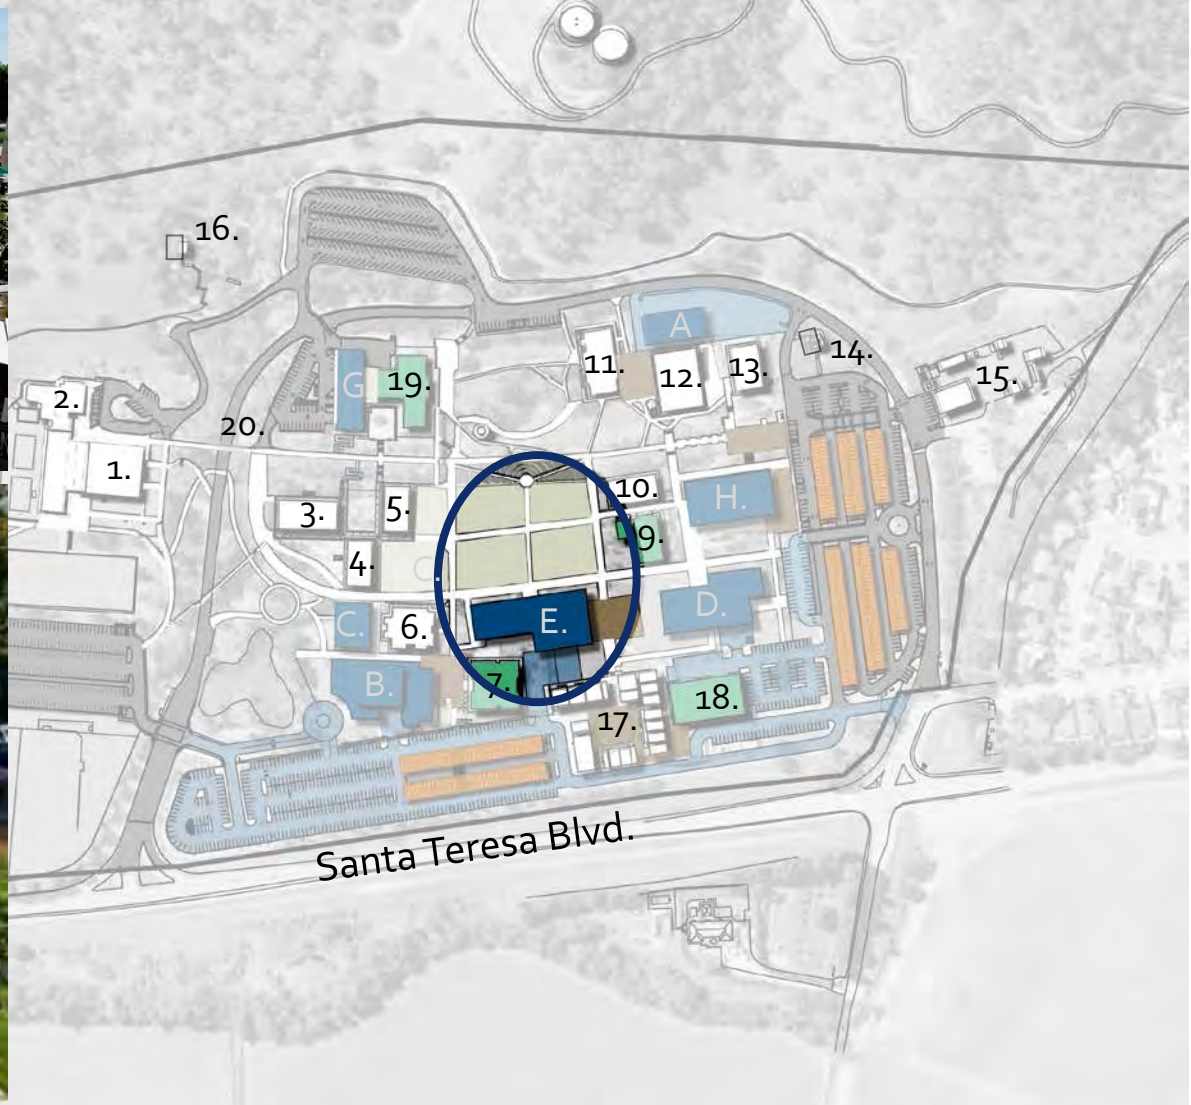 16.
A
14.
11.
12.
13.
15.
G
19.
2.
20.
1.
3.
5.
10.
H.
9.
4.
C.
C.
6.
E.
D.
B.
7.
18.
17.
Santa Teresa Blvd.